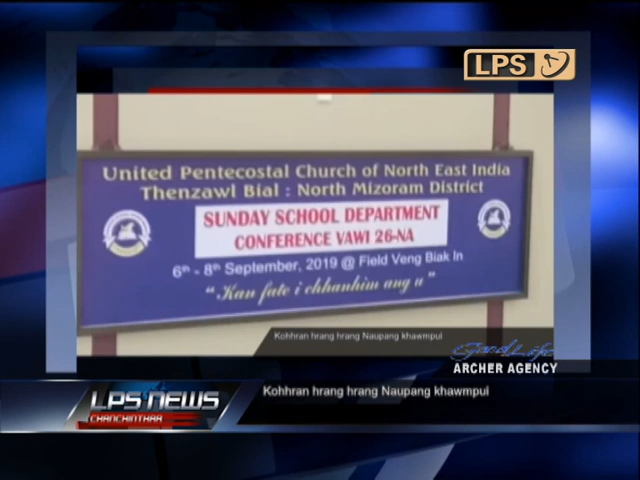 LPS
United Pentecostal Church of North East India
Thenzawl Bial : North Mizoram District
SUNDAY SCHOOL DEPARTMENT
CONFERENCE VAWI 26-NA
6th - 8th September, 2019 @ Field Veng Biak In
"Kan fate i chhanhim ang u"
Kohhran hrang hrang Naupang khawmpui
Good Life
ARCHER AGENCY
LPS NEWS
CHANCHINTHAR
Kohhran hrang hrang Naupang khawmpui